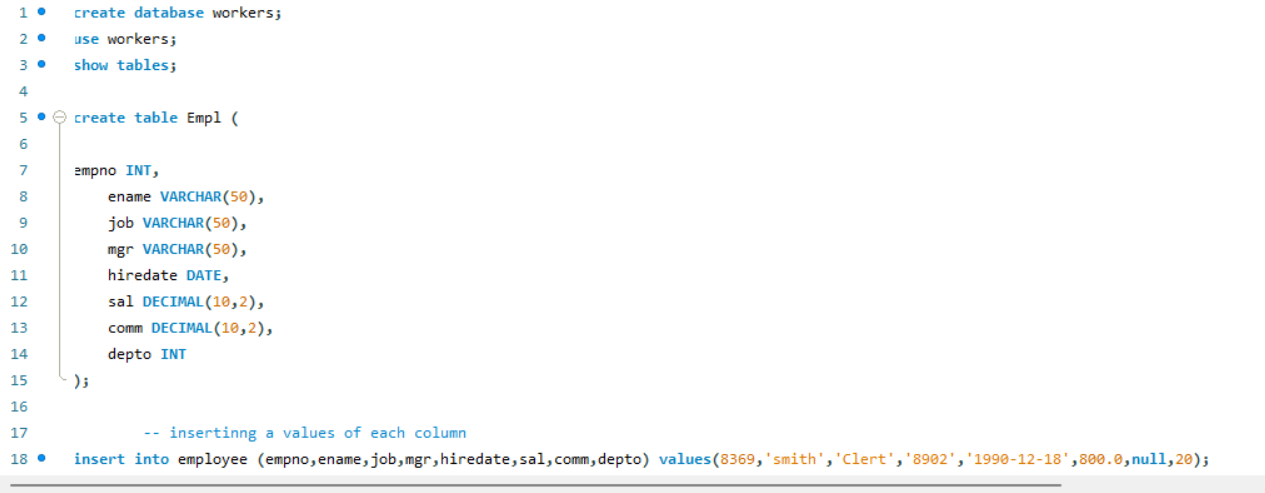 1 create database workers;
2 use workers;
3 show tables;
4
5 create table Empl (
6
7 empno INT,
8 ename VARCHAR(50),
9 job VARCHAR(50),
10 mgr VARCHAR(50),
11 hiredate DATE,
12 sal DECIMAL(10,2),
13 comm DECIMAL(10,2),
14 depto INT
15 );
16
17 -- insertinng a values of each column
18 insert into employee (empno,ename,job,mgr,hiredate,sal,comm,depto) values(8369,'smith','Clert','8902','1990-12-18',800.0,null,20);